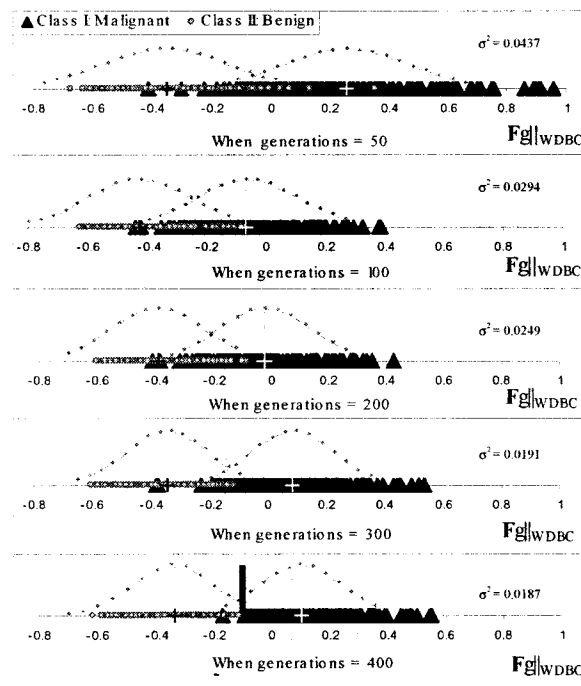 Class I:Malignant Class II:Benign
σ² = 0.0437
-0.8 -0.6 -0.4 -0.2 0 0.2 0.4 0.6 0.8 1
When generations = 50 Fg||WDBC
σ² = 0.0294
-0.8 -0.6 -0.4 -0.2 0 0.2 0.4 0.6 0.8 1
When generations = 100 Fg||WDBC
σ² = 0.0249
-0.8 -0.6 -0.4 -0.2 0 0.2 0.4 0.6 0.8 1
When generations = 200 Fg||WDBC
σ² = 0.0191
-0.8 -0.6 -0.4 -0.2 0 0.2 0.4 0.6 0.8 1
When generations = 300 Fg||WDBC
σ² = 0.0187
-0.8 -0.6 -0.4 -0.2 0 0.2 0.4 0.6 0.8 1
When generations = 400 Fg||WDBC